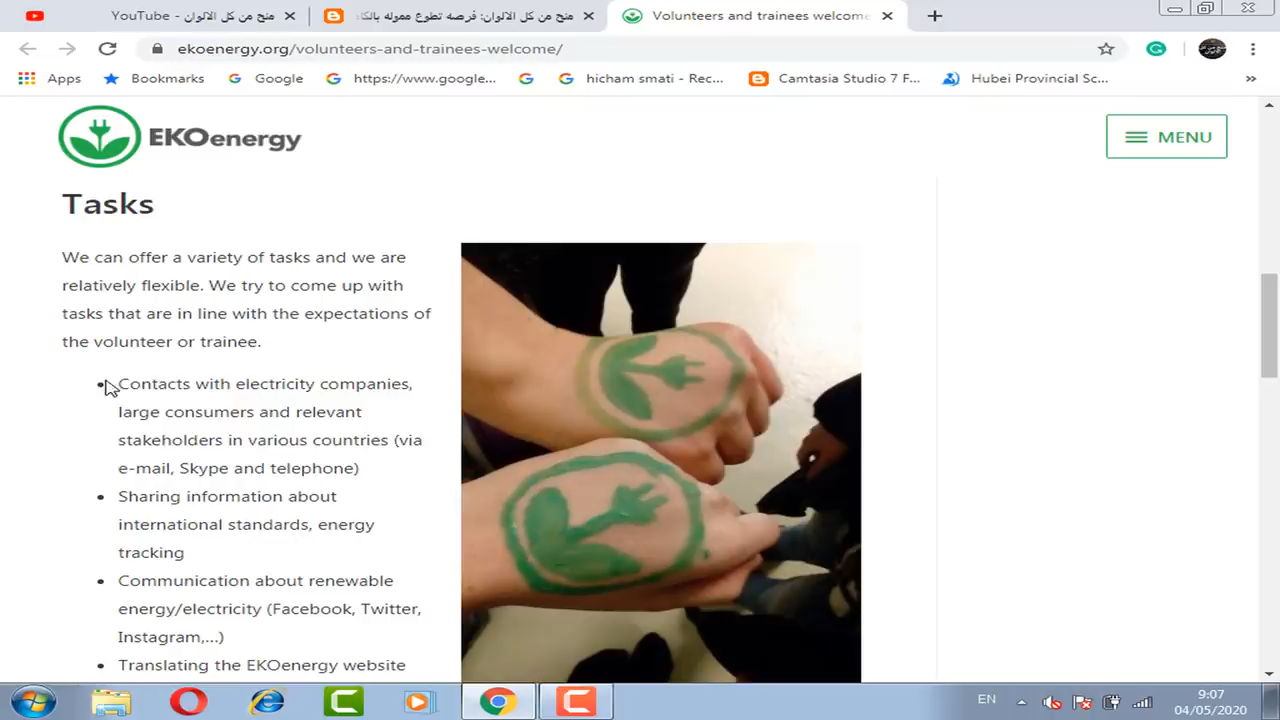 منح من كل الالوان - YouTube
منح من كل الالوان: فرصه تطوع مموله بالكا
Volunteers and trainees welcome
ekoenergy.org/volunteers-and-trainees-welcome/
Apps Bookmarks Google https://www.google... hicham smati - Rec... Camtasia Studio 7 F... Hubei Provincial Sc... »
EKOenergy
MENU
Tasks
We can offer a variety of tasks and we are
relatively flexible. We try to come up with
tasks that are in line with the expectations of
the volunteer or trainee.
• Contacts with electricity companies,
large consumers and relevant
stakeholders in various countries (via
e-mail, Skype and telephone)
• Sharing information about
international standards, energy
tracking
• Communication about renewable
energy/electricity (Facebook, Twitter,
Instagram,...)
• Translating the EKOenergy website
EN
9:07
04/05/2020